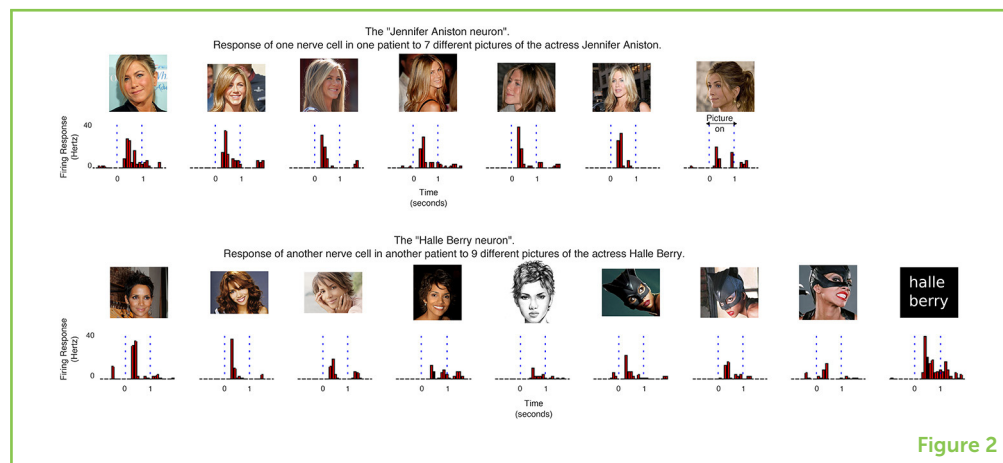 The "Jennifer Aniston neuron".
Response of one nerve cell in one patient to 7 different pictures of the actress Jennifer Aniston.
Picture
on
Firing Response
(Hertz)
40
0
0 1 0 1 0 1 0 1 0 1 0 1 0 1
Time
(seconds)
The "Halle Berry neuron".
Response of another nerve cell in another patient to 9 different pictures of the actress Halle Berry.
halle
berry
Firing Response
(Hertz)
40
0
0 1 0 1 0 1 0 1 0 1 0 1 0 1 0 1 0 1
Time
(seconds)
Figure 2